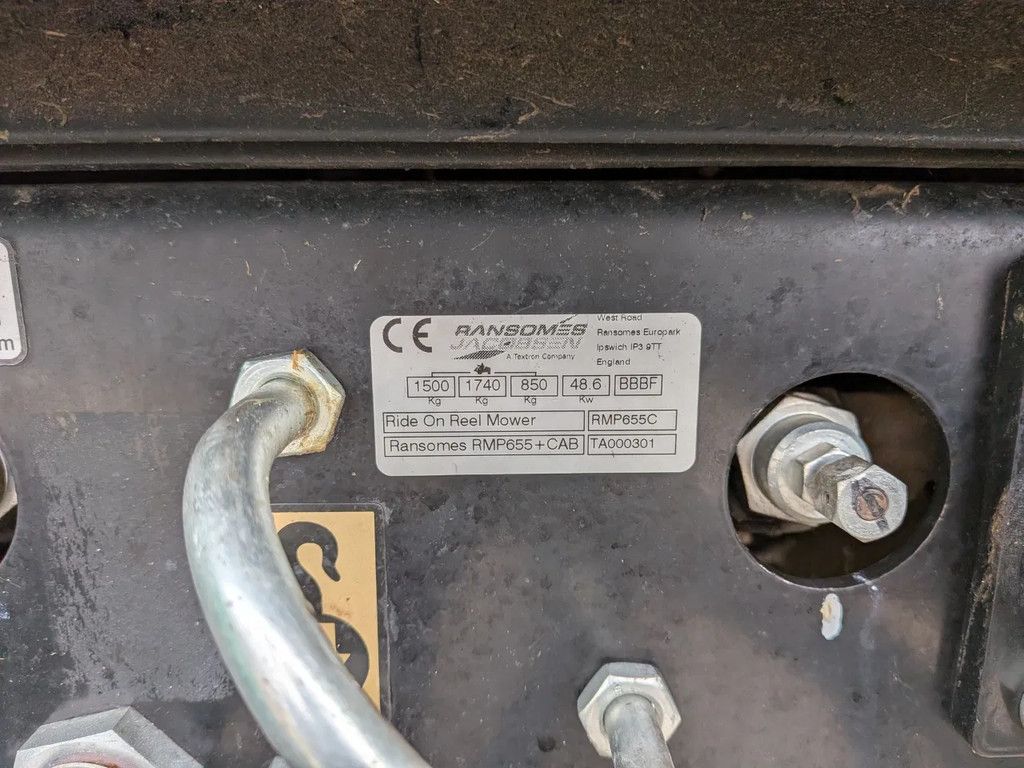 CE RANSOMES
JACOBSEN
A Textron Company
West Road
Ransomes Europark
Ipswich IP3 9TT
England
1500 1740 850 48.6 BBBF
Kg Kg Kg Kw
Ride On Reel Mower RMP655C
Ransomes RMP655+CAB TA000301
m